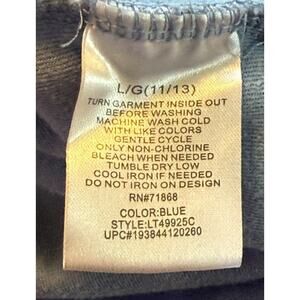 L/G(11/13)
TURN GARMENT INSIDE OUT
BEFORE WASHING
MACHINE WASH COLD
WITH LIKE COLORS
GENTLE CYCLE
ONLY NON-CHLORINE
BLEACH WHEN NEEDED
TUMBLE DRY LOW
COOL IRON IF NEEDED
DO NOT IRON ON DESIGN
RN#71868
COLOR:BLUE
STYLE:LT49925C
UPC#193844120260